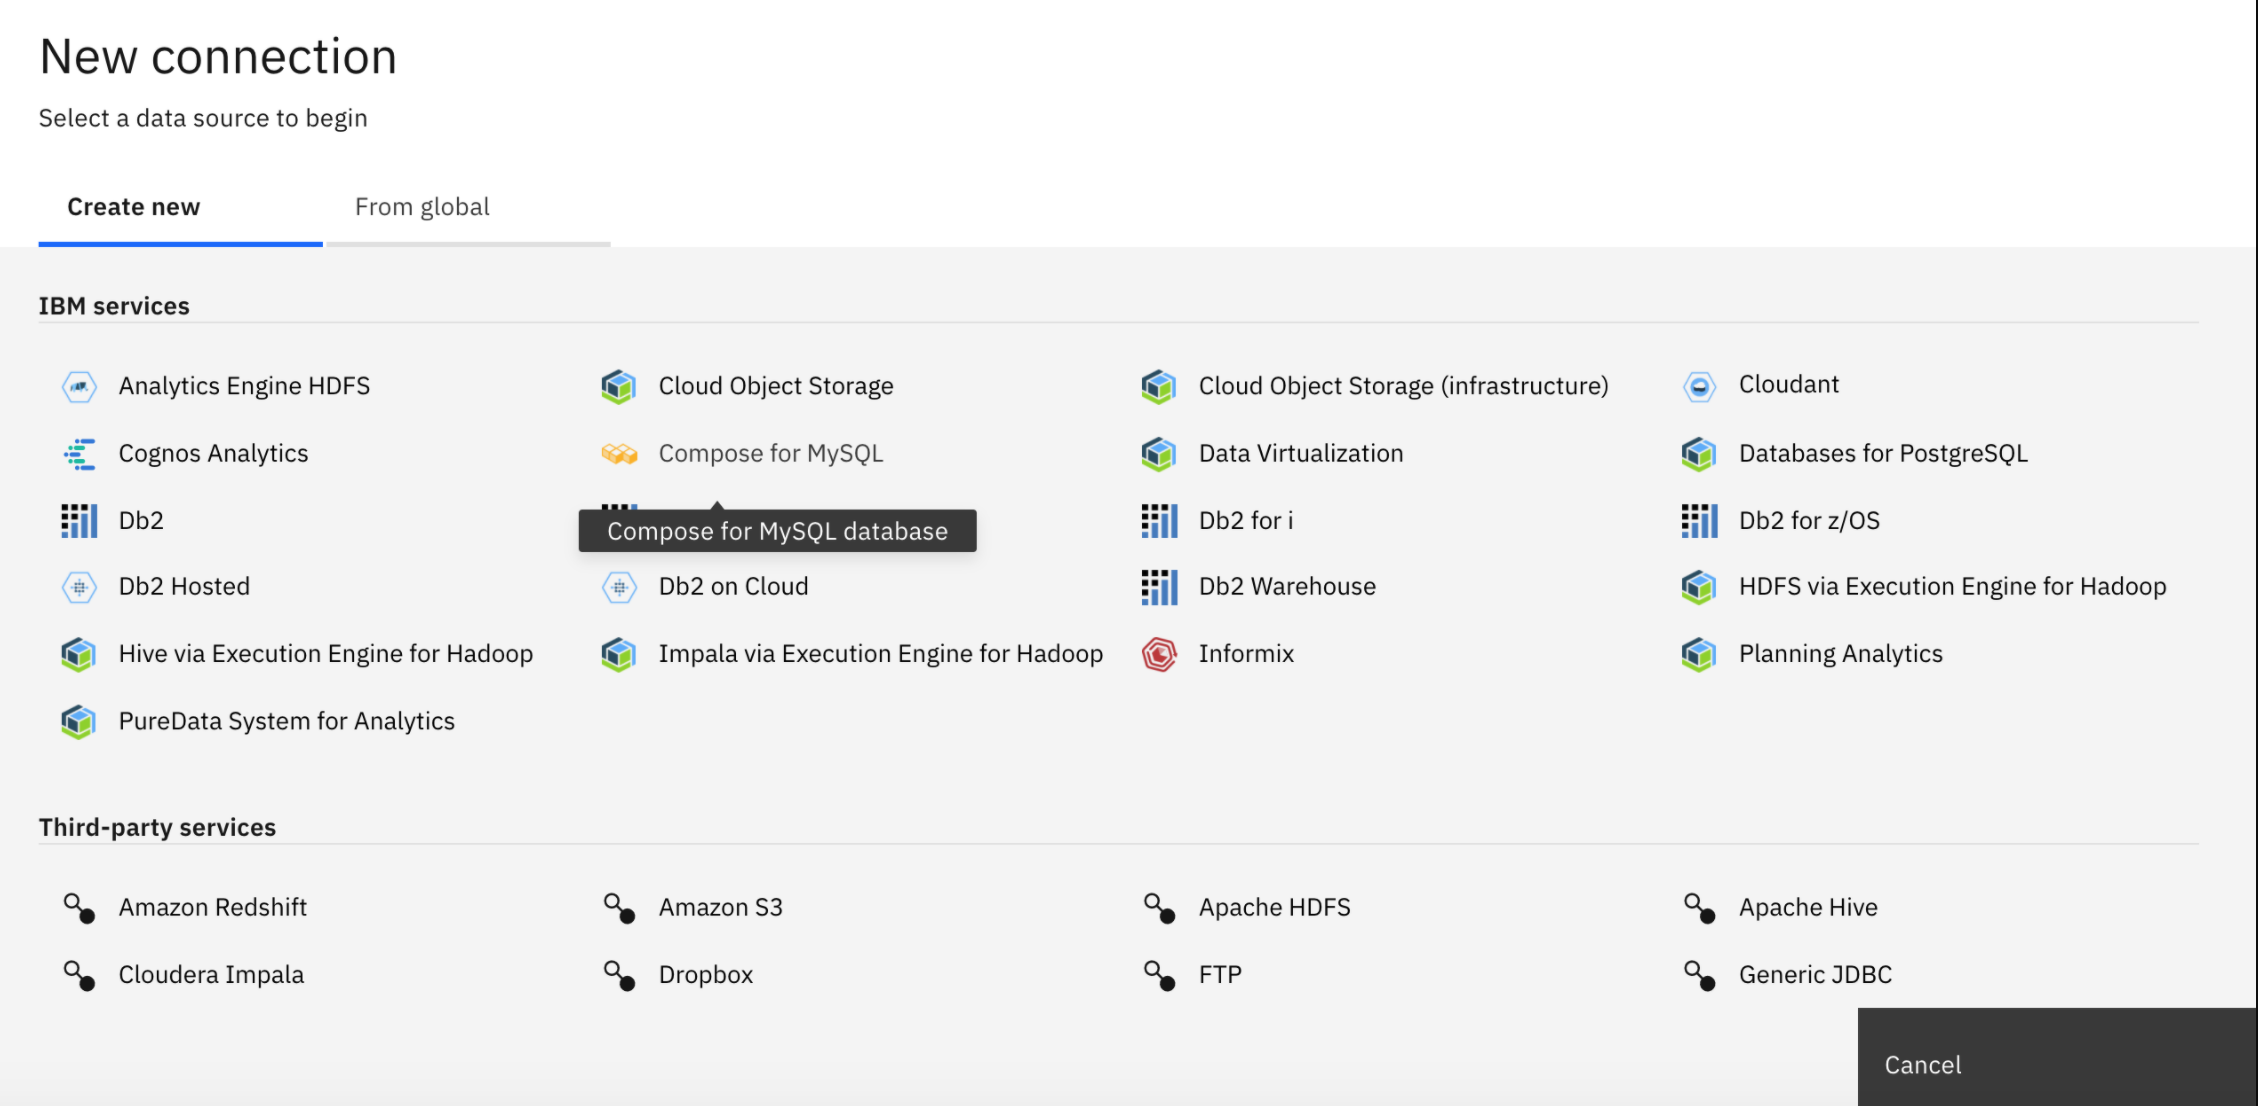 New connection
Select a data source to begin
Create new From global
IBM services
Analytics Engine HDFS Cloud Object Storage Cloud Object Storage (infrastructure) Cloudant
Cognos Analytics Compose for MySQL Data Virtualization Databases for PostgreSQL
Db2 Compose for MySQL database Db2 for i Db2 for z/OS
Db2 Hosted Db2 on Cloud Db2 Warehouse HDFS via Execution Engine for Hadoop
Hive via Execution Engine for Hadoop Impala via Execution Engine for Hadoop Informix Planning Analytics
PureData System for Analytics
Third-party services
Amazon Redshift Amazon S3 Apache HDFS Apache Hive
Cloudera Impala Dropbox FTP Generic JDBC
Cancel